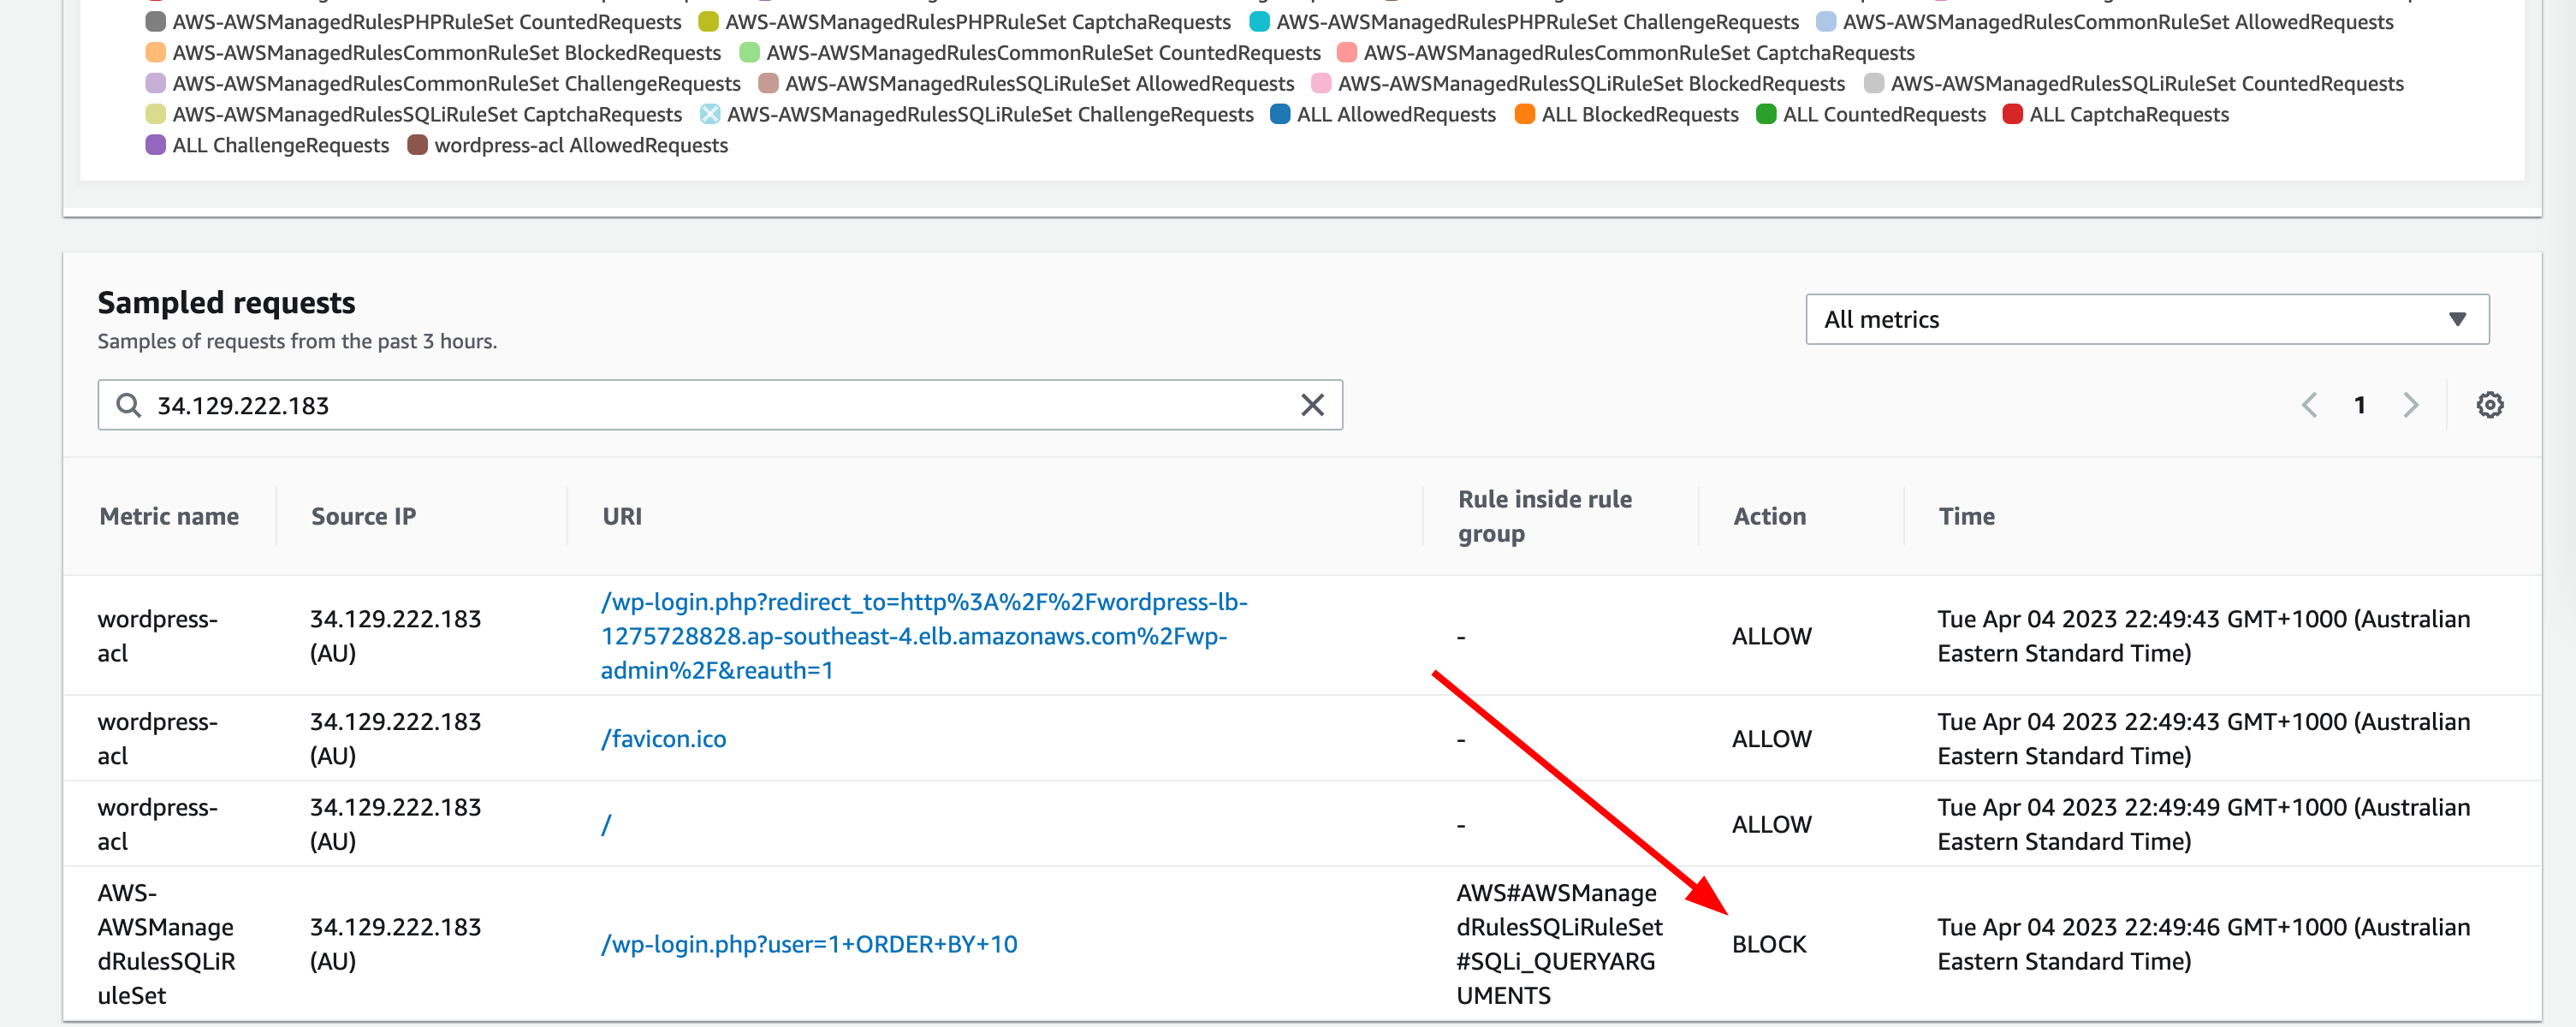 AWS-AWSManagedRulesPHPRuleSet CountedRequests AWS-AWSManagedRulesPHPRuleSet CaptchaRequests AWS-AWSManagedRulesPHPRuleSet ChallengeRequests AWS-AWSManagedRulesCommonRuleSet AllowedRequests
AWS-AWSManagedRulesCommonRuleSet BlockedRequests AWS-AWSManagedRulesCommonRuleSet CountedRequests AWS-AWSManagedRulesCommonRuleSet CaptchaRequests
AWS-AWSManagedRulesCommonRuleSet ChallengeRequests AWS-AWSManagedRulesSQLiRuleSet AllowedRequests AWS-AWSManagedRulesSQLiRuleSet BlockedRequests AWS-AWSManagedRulesSQLiRuleSet CountedRequests
AWS-AWSManagedRulesSQLiRuleSet CaptchaRequests AWS-AWSManagedRulesSQLiRuleSet ChallengeRequests ALL AllowedRequests ALL BlockedRequests ALL CountedRequests ALL CaptchaRequests
ALL ChallengeRequests wordpress-acl AllowedRequests
Sampled requests
Samples of requests from the past 3 hours.
All metrics
34.129.222.183
1
Metric name
Source IP
URI
Rule inside rule
group
Action
Time
wordpress-
acl
34.129.222.183
(AU)
/wp-login.php?redirect_to=http%3A%2F%2Fwordpress-lb-
1275728828.ap-southeast-4.elb.amazonaws.com%2Fwp-
admin%2F&reauth=1
-
ALLOW
Tue Apr 04 2023 22:49:43 GMT+1000 (Australian
Eastern Standard Time)
wordpress-
acl
34.129.222.183
(AU)
/favicon.ico
-
ALLOW
Tue Apr 04 2023 22:49:43 GMT+1000 (Australian
Eastern Standard Time)
wordpress-
acl
34.129.222.183
(AU)
/
-
ALLOW
Tue Apr 04 2023 22:49:49 GMT+1000 (Australian
Eastern Standard Time)
AWS-
AWSManage
dRulesSQLiR
uleSet
34.129.222.183
(AU)
/wp-login.php?user=1+ORDER+BY+10
AWS#AWSManage
dRulesSQLiRuleSet
#SQLi_QUERYARG
UMENTS
BLOCK
Tue Apr 04 2023 22:49:46 GMT+1000 (Australian
Eastern Standard Time)